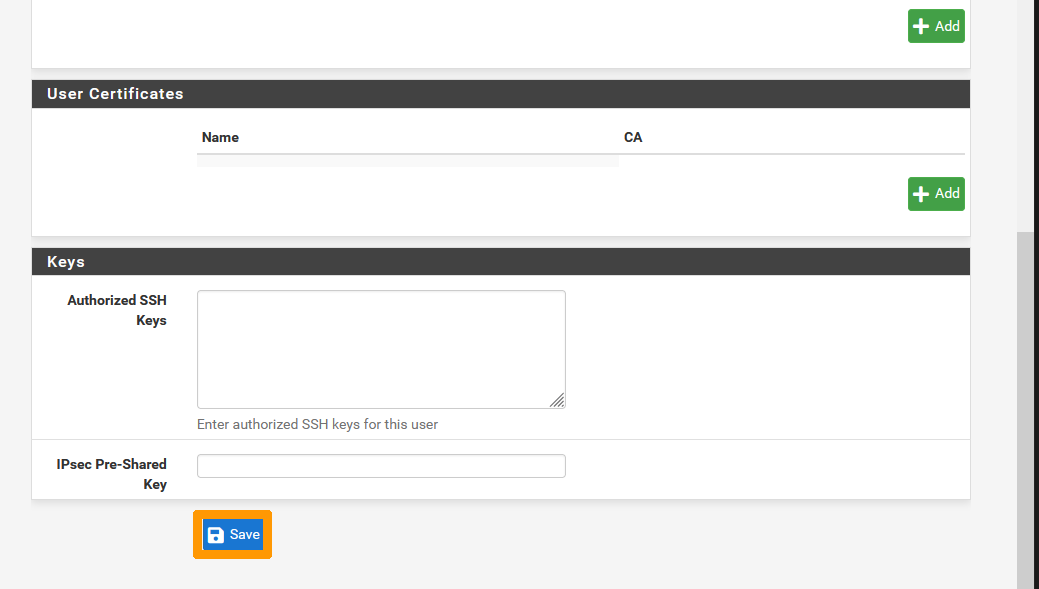 Add
User Certificates
Name CA
Add
Keys
Authorized SSH
Keys
Enter authorized SSH keys for this user
IPsec Pre-Shared
Key
Save